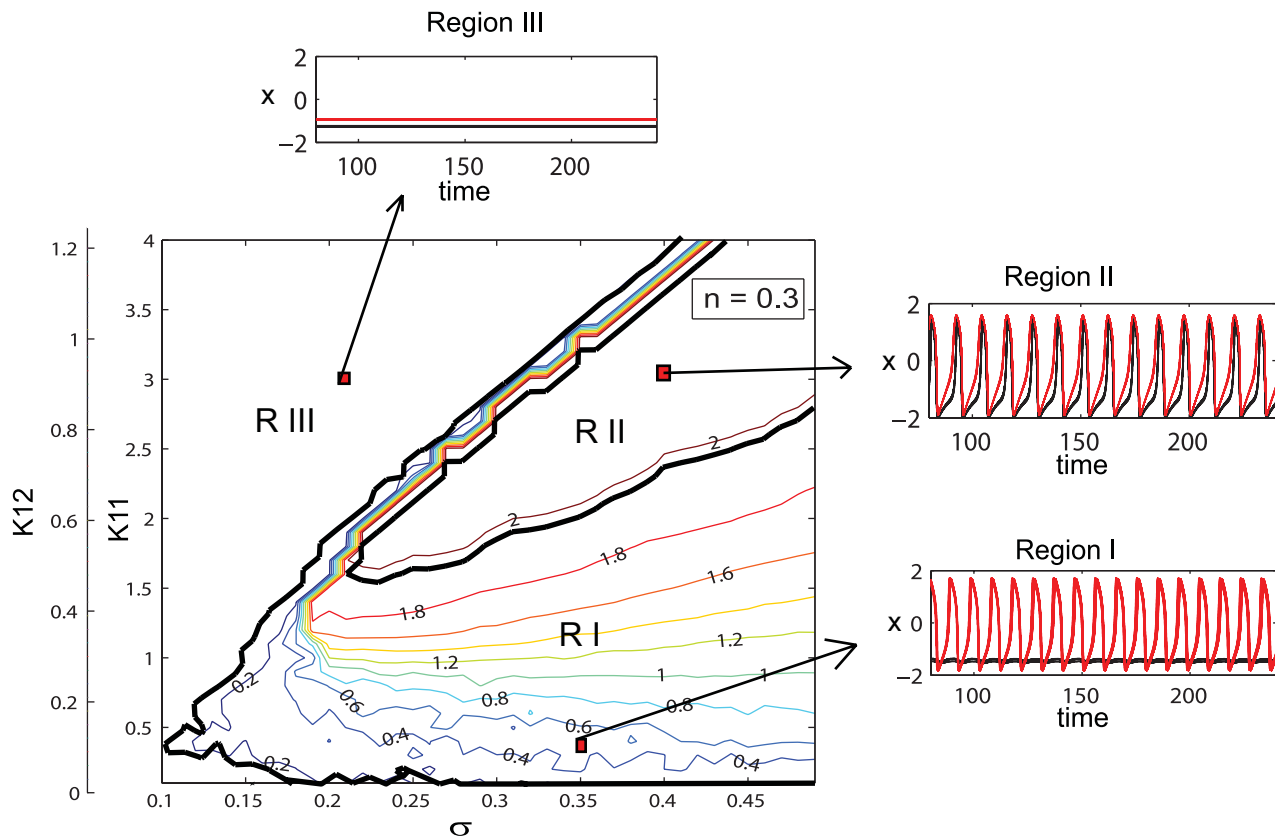 Region III
2
x 0
−2
100 150 200
time
K12
1.2
1
0.8
0.6
0.4
0.2
0
K11
4
3.5
3
2.5
2
1.5
1
0.5
0.1 0.15 0.2 0.25 0.3 0.35 0.4 0.45
σ
n = 0.3
R III
R II
R I
2
2
1.8
1.8
1.6
1.2
1.2
1
1
0.8
0.8
0.6
0.6
0.4
0.4
0.4
0.2
0.2
Region II
2
x 0
−2
100 150 200
time
Region I
2
x 0
−2
100 150 200
time